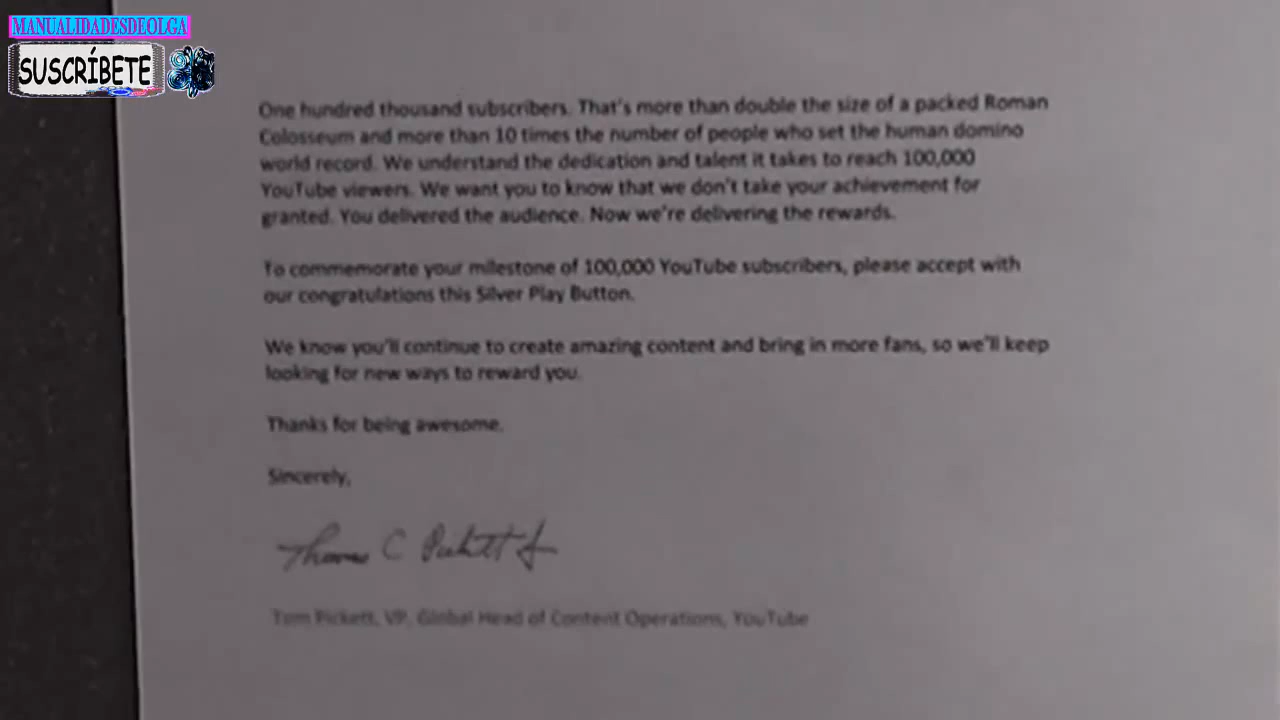 MANUALIDADESDEOLGA
SUSCRÍBETE
One hundred thousand subscribers. That's more than double the size of a packed Roman
Colosseum and more than 10 times the number of people who set the human domino
world record. We understand the dedication and talent it takes to reach 100,000
YouTube viewers. We want you to know that we don't take your achievement for
granted. You delivered the audience. Now we're delivering the rewards.
To commemorate your milestone of 100,000 YouTube subscribers, please accept with
our congratulations this Silver Play Button.
We know you'll continue to create amazing content and bring in more fans, so we'll keep
looking for new ways to reward you.
Thanks for being awesome.
Sincerely,
Thomas C Pickett Jr
Tom Pickett, VP, Global Head of Content Operations, YouTube